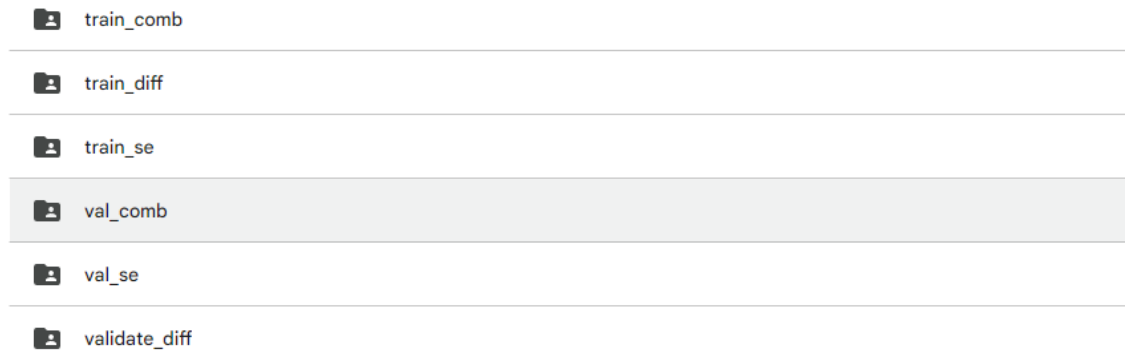 train_comb
train_diff
train_se
val_comb
val_se
validate_diff